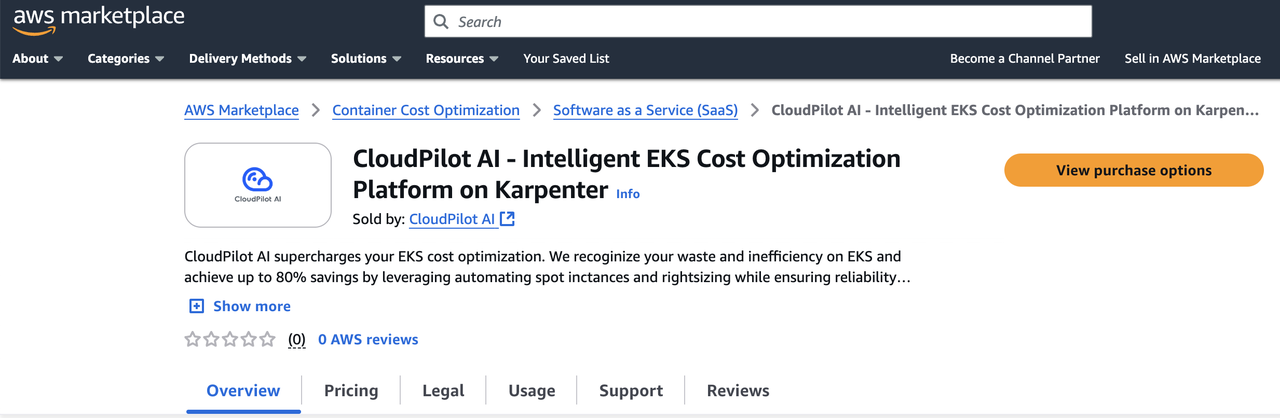 aws marketplace
Search
About
Categories
Delivery Methods
Solutions
Resources
Your Saved List
Become a Channel Partner
Sell in AWS Marketplace
AWS Marketplace > Container Cost Optimization > Software as a Service (SaaS) > CloudPilot AI - Intelligent EKS Cost Optimization Platform on Karpen...
CloudPilot AI
CloudPilot AI - Intelligent EKS Cost Optimization
Platform on Karpenter Info
Sold by: CloudPilot AI
View purchase options
CloudPilot AI supercharges your EKS cost optimization. We recoginize your waste and inefficiency on EKS and
achieve up to 80% savings by leveraging automating spot inctances and rightsizing while ensuring reliability...
Show more
(0) 0 AWS reviews
Overview
Pricing
Legal
Usage
Support
Reviews